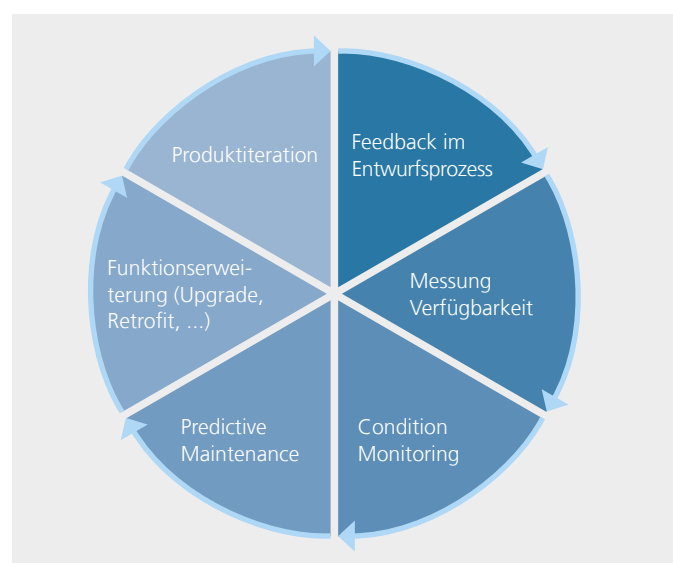 Feedback im
Entwurfsprozess
Messung
Verfügbarkeit
Condition
Monitoring
Predictive
Maintenance
Funktionserwei-
terung (Upgrade,
Retrofit, ...)
Produktiteration